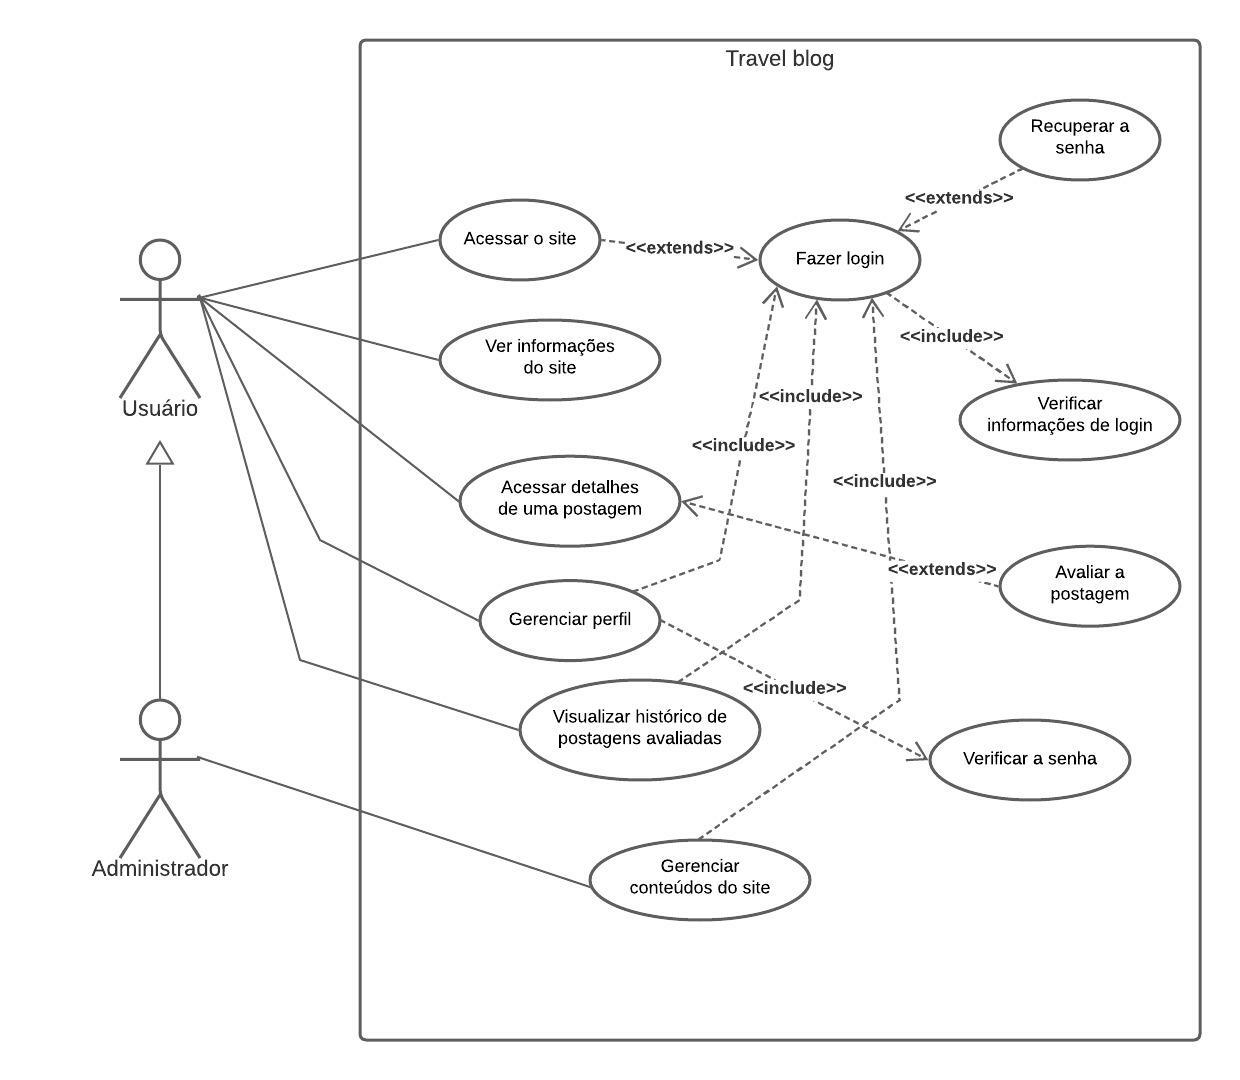 Travel blog
Recuperar a
senha
<<extends>>
Acessar o site
<<extends>>
Fazer login
<<include>>
Ver informações
do site
Verificar
informações de login
Usuário
<<include>>
<<include>>
<<include>>
Acessar detalhes
de uma postagem
<<extends>>
Avaliar a
postagem
Gerenciar perfil
<<include>>
Visualizar histórico de
postagens avaliadas
Verificar a senha
Administrador
Gerenciar
conteúdos do site